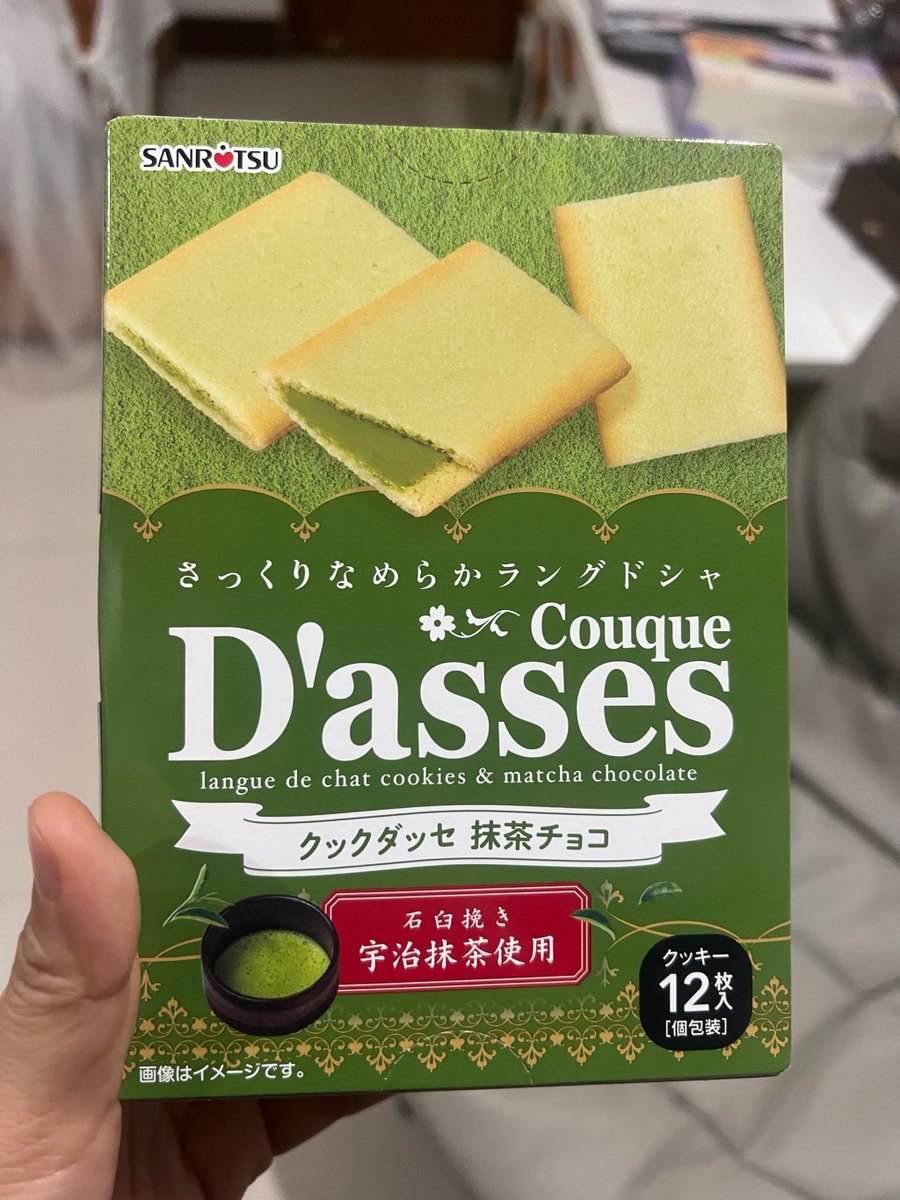 SANRITSU
さっくりなめらかラングドシャ
Couque
D'asses
langue de chat cookies & matcha chocolate
クックダッセ 抹茶チョコ
石臼挽き
宇治抹茶使用
クッキー
12枚入
[個包装]
画像はイメージです。